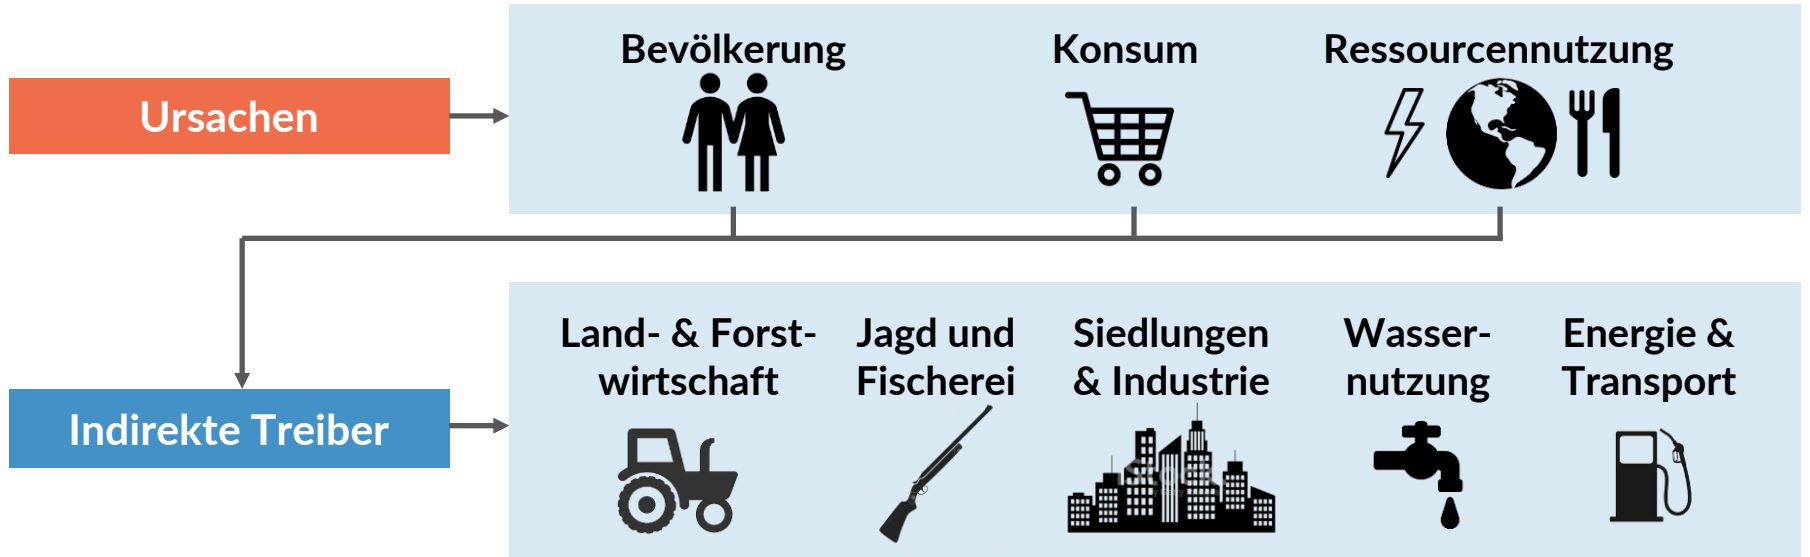 Bevölkerung
Konsum
Ressourcennutzung
Ursachen
Land- & Forst-
wirtschaft
Jagd und
Fischerei
Siedlungen
& Industrie
Wasser-
nutzung
Energie &
Transport
Indirekte Treiber